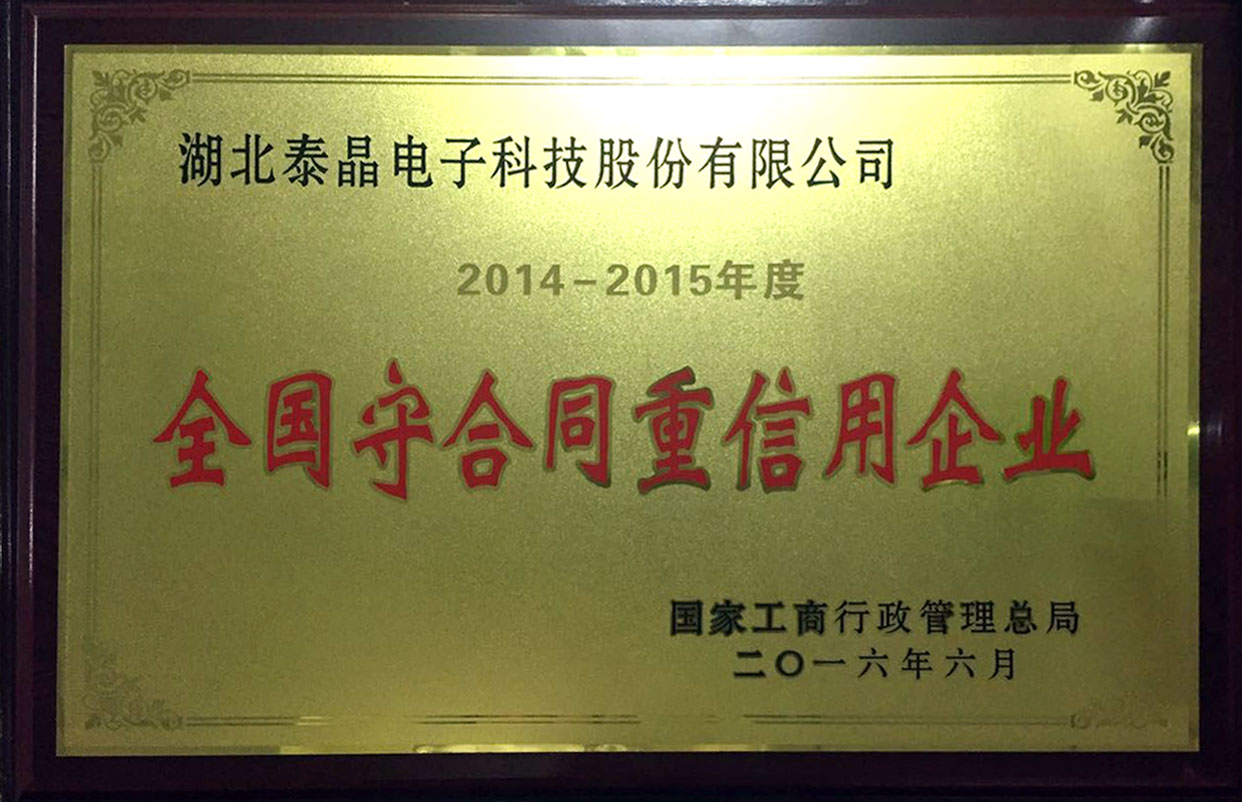 湖北泰晶电子科技股份有限公司
2014-2015年度
全国守合同重信用企业
国家工商行政管理总局
二〇一六年六月